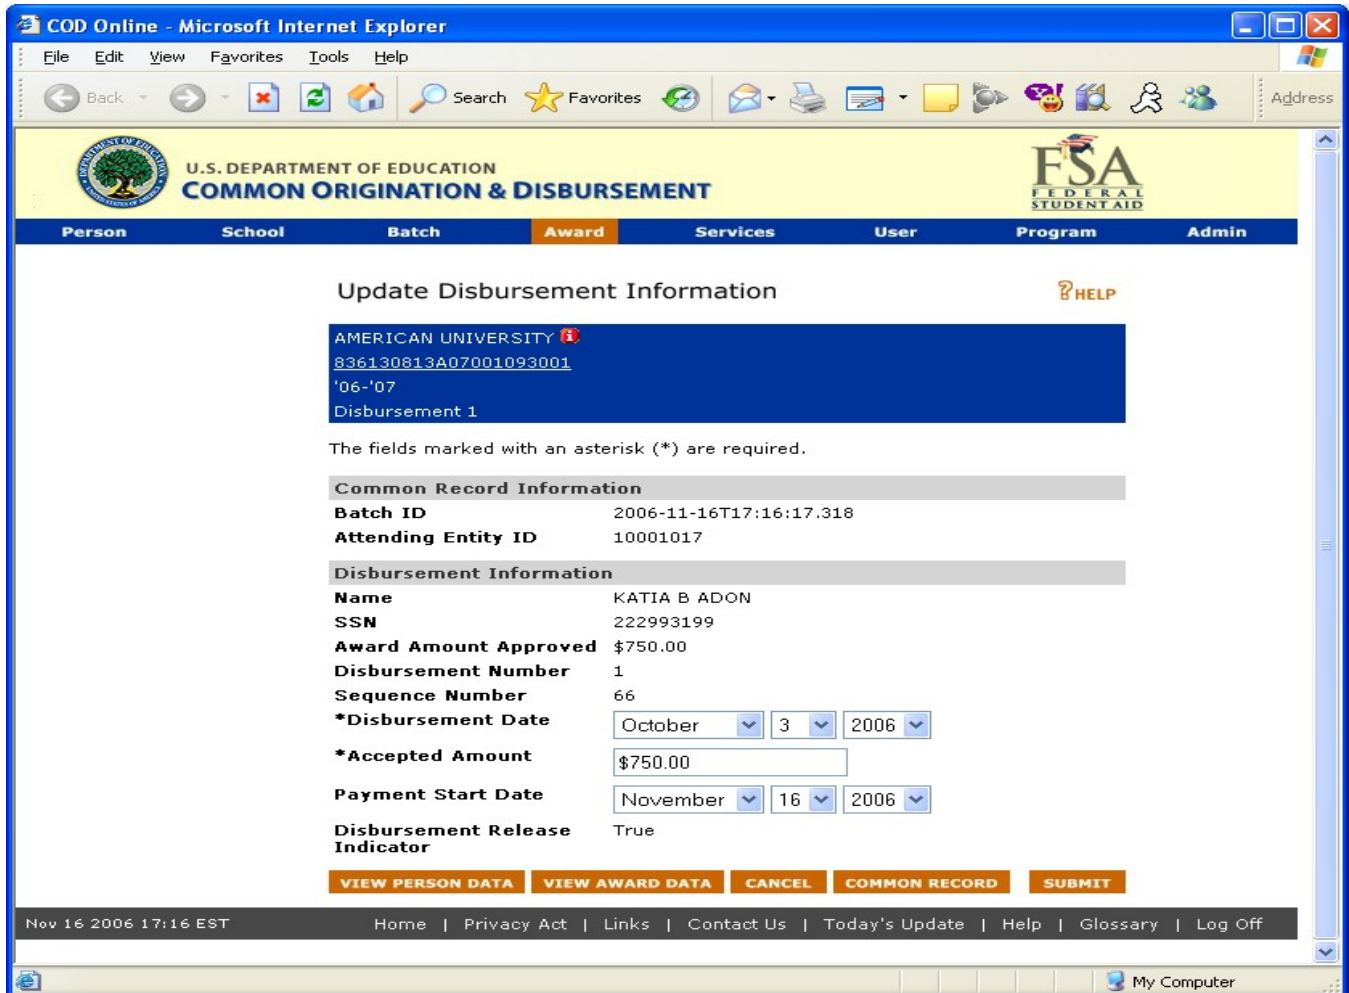 COD Online - Microsoft Internet Explorer
File Edit View Favorites Tools Help
Back Search Favorites Address
U.S. DEPARTMENT OF EDUCATION
COMMON ORIGINATION & DISBURSEMENT
FSA
FEDERAL
STUDENT AID
Person School Batch Award Services User Program Admin
Update Disbursement Information
?HELP
AMERICAN UNIVERSITY
836130813A07001093001
'06-'07
Disbursement 1
The fields marked with an asterisk (*) are required.
Common Record Information
Batch ID 2006-11-16T17:16:17.318
Attending Entity ID 10001017
Disbursement Information
Name KATIA B ADON
SSN 222993199
Award Amount Approved $750.00
Disbursement Number 1
Sequence Number 66
*Disbursement Date October 3 2006
*Accepted Amount $750.00
Payment Start Date November 16 2006
Disbursement Release True
Indicator
VIEW PERSON DATA VIEW AWARD DATA CANCEL COMMON RECORD SUBMIT
Nov 16 2006 17:16 EST Home | Privacy Act | Links | Contact Us | Today's Update | Help | Glossary | Log Off
My Computer